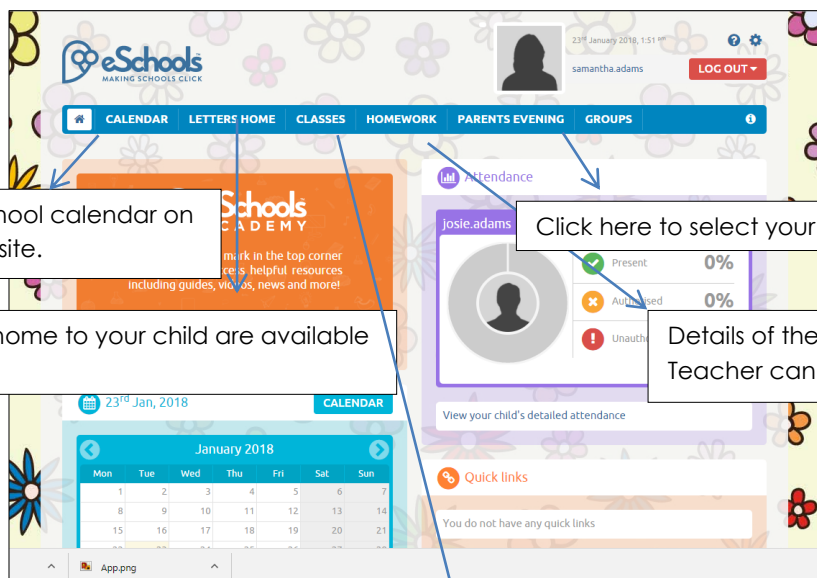 eSchools
MAKING SCHOOLS CLICK
23rd January 2018, 1:51 PM
samantha.adams
LOG OUT
CALENDAR LETTERS HOME CLASSES HOMEWORK PARENTS EVENING GROUPS
Attendance
hool calendar on
site.
Schools
CADEMY
mark in the top corner
cess helpful resources
including guides, videos, news and more!
josie.adams
Click here to select your
Present 0%
Authorised 0%
Unauth
home to your child are available
Details of the
Teacher can
23rd Jan, 2018
CALENDAR
View your child's detailed attendance
January 2018
Mon Tue Wed Thu Fri Sat Sun
1 2 3 4 5 6 7
8 9 10 11 12 13 14
15 16 17 18 19 20 21
Quick links
You do not have any quick links
App.png